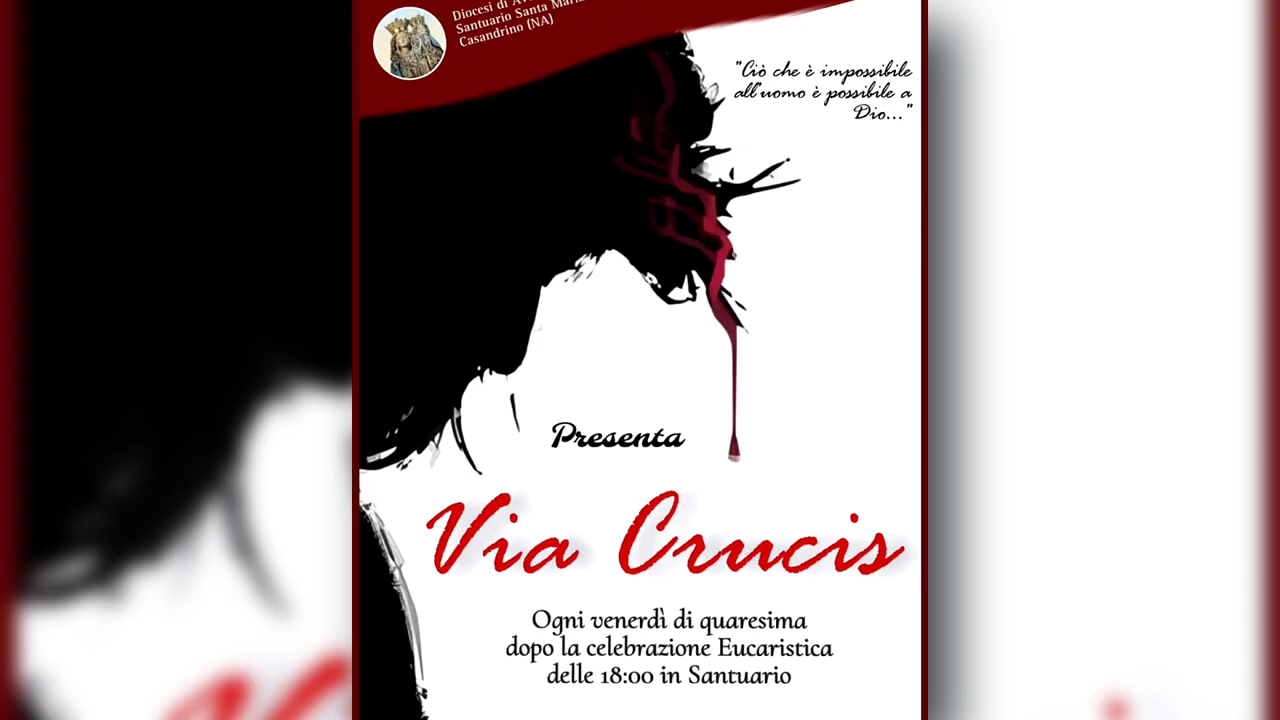 Diocesi di
Santuario Santa Maria
Casandrino (NA)
"Ciò che è impossibile
all'uomo è possibile a
Dio..."
Presenta
Via Crucis
Ogni venerdì di quaresima
dopo la celebrazione Eucaristica
delle 18:00 in Santuario